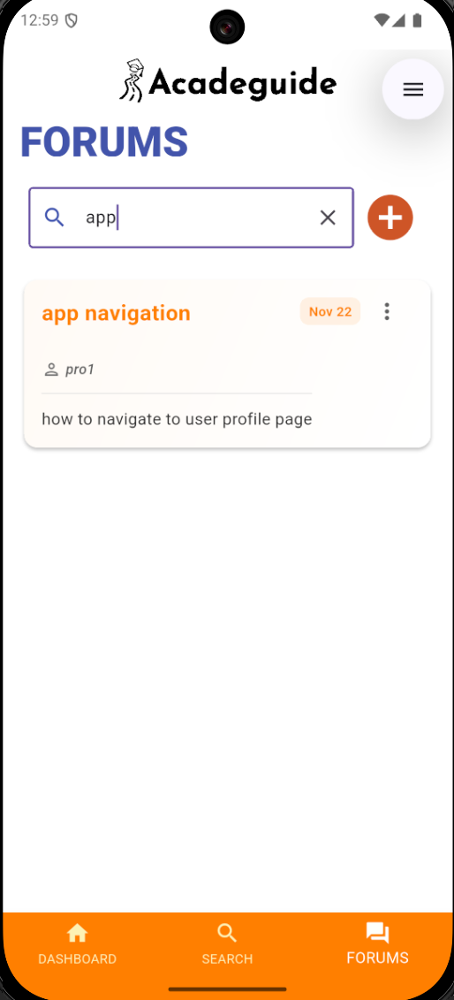 12:59
Acadeguide
FORUMS
app
app navigation
Nov 22
pro1
how to navigate to user profile page
DASHBOARD
SEARCH
FORUMS